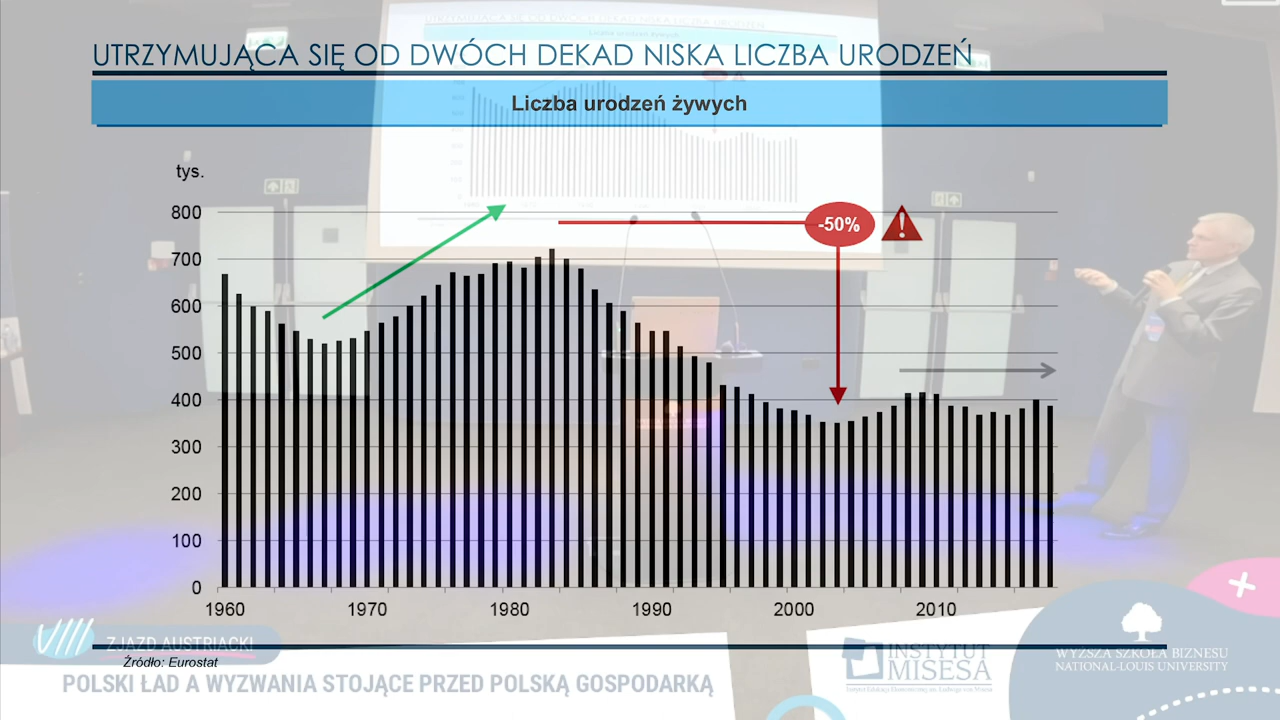 UTRZYMUJĄCA SIĘ OD DWÓCH DEKAD NISKA LICZBA URODZEŃ
Liczba urodzeń żywych
tys.
800
-50%
700
600
500
400
300
200
100
0
1960 1970 1980 1990 2000 2010
ZJAZD AUSTRIACKI
Źródło: Eurostat
POLSKI ŁAD A WYZWANIA STOJĄCE PRZED POLSKĄ GOSPODARKĄ
INSTYTUT
MISESA
WYŻSZA SZKOŁA BIZNESU
NATIONAL-LOUIS UNIVERSITY